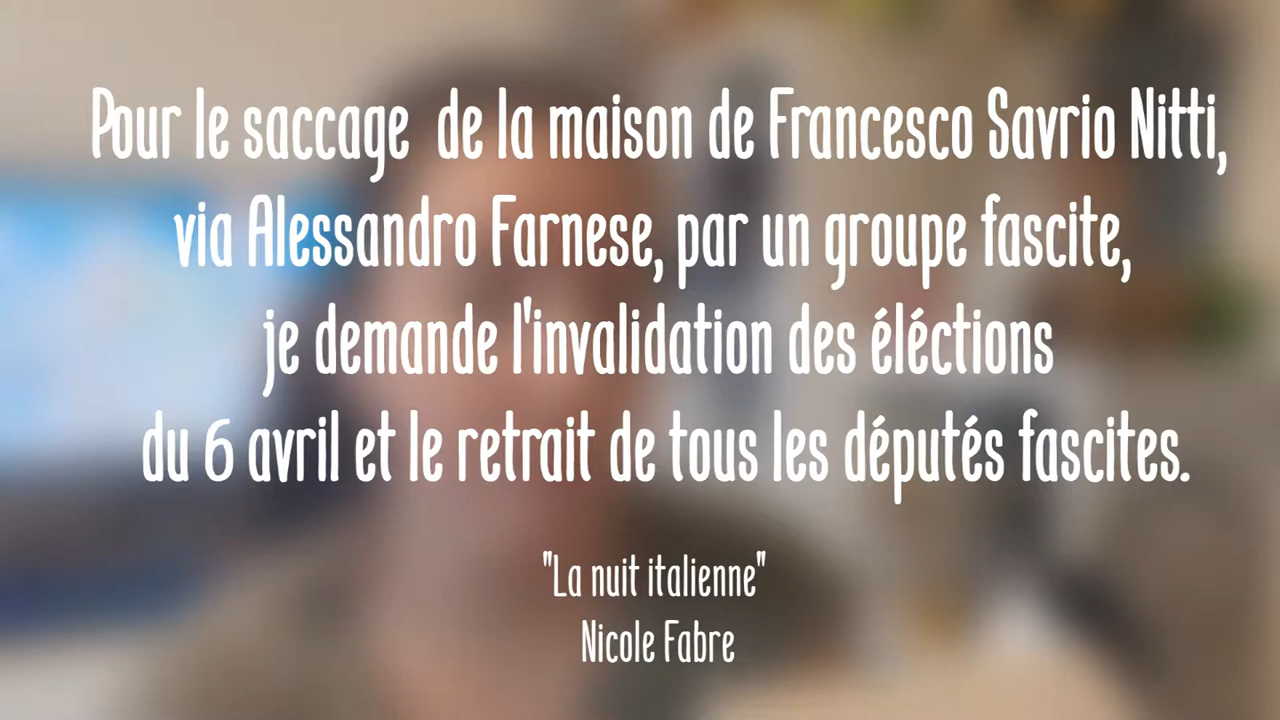 Pour le saccage  de la maison de Francesco Savrio Nitti,
via Alessandro Farnese, par un groupe fascite,
je demande l'invalidation des éléctions
du 6 avril et le retrait de tous les députés fascites.
"La nuit italienne"
Nicole Fabre